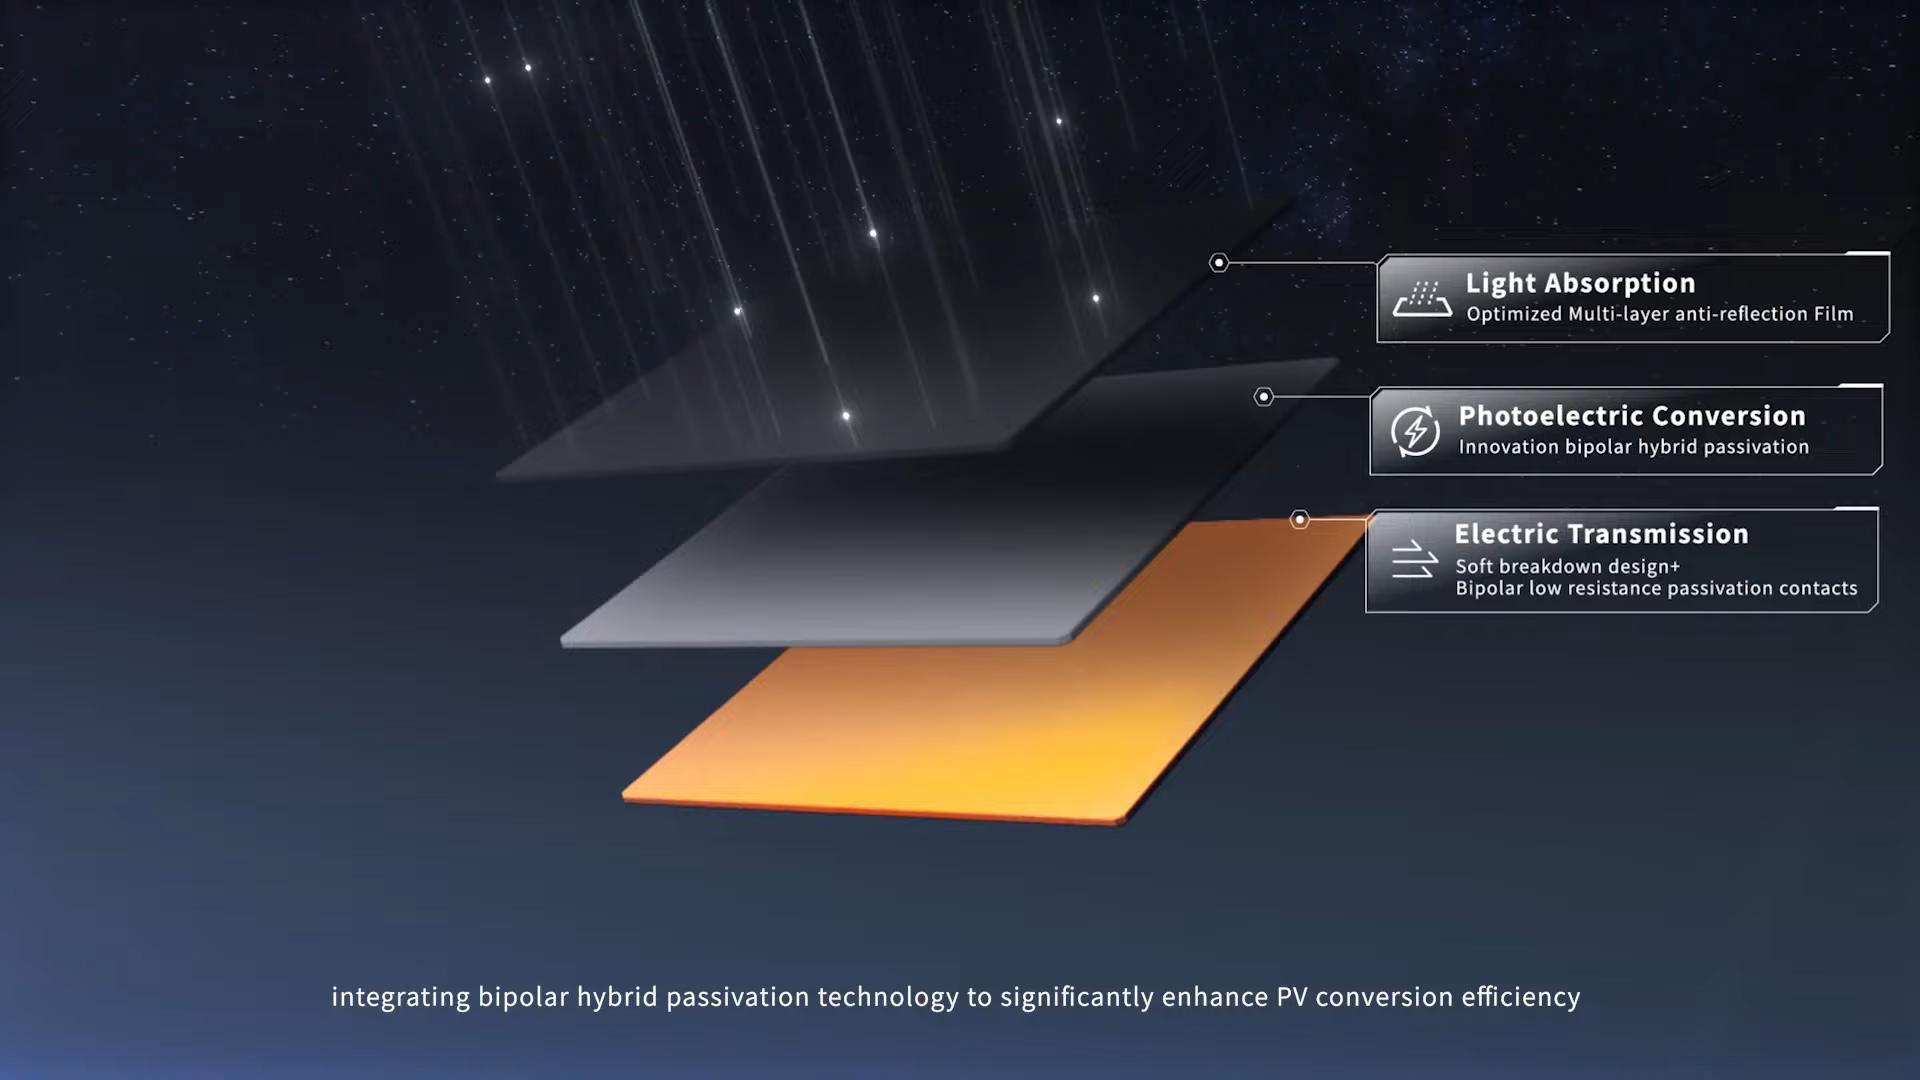 Light Absorption
Optimized Multi-layer anti-reflection Film
Photoelectric Conversion
Innovation bipolar hybrid passivation
Electric Transmission
Soft breakdown design+
Bipolar low resistance passivation contacts
integrating bipolar hybrid passivation technology to significantly enhance PV conversion efficiency